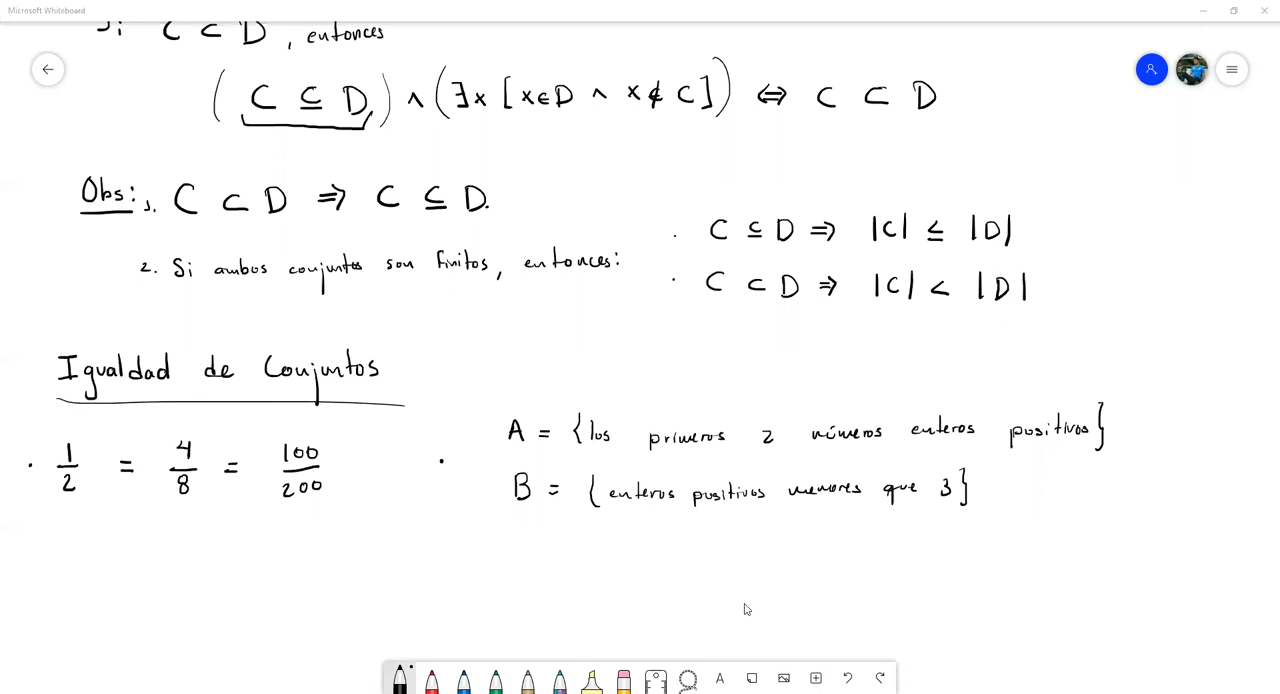 Microsoft Whiteboard
Si C ⊂ D, entonces
(C ⊆ D) ∧ (∃x [x ∈ D ∧ x ∉ C]) ⇔ C ⊂ D
Obs: 1. C ⊂ D ⇒ C ⊆ D.
2. Si ambos conjuntos son finitos, entonces:
· C ⊆ D ⇒ |C| ≤ |D|
· C ⊂ D ⇒ |C| < |D|
Igualdad de Conjuntos
· 1/2 = 4/8 = 100/200
· A = {los primeros 2 números enteros positivos}
B = {enteros positivos menores que 3}
A